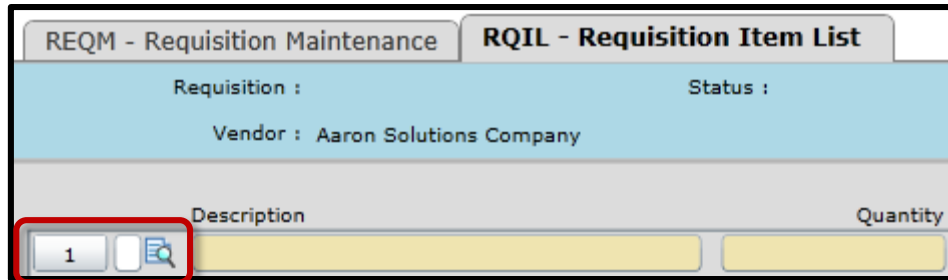 REQM - Requisition Maintenance RQIL - Requisition Item List
Requisition : Status :
Vendor : Aaron Solutions Company
Description Quantity
1